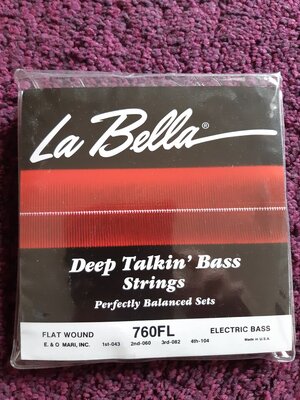 La Bella®
Deep Talkin' Bass
Strings
Perfectly Balanced Sets
FLAT WOUND 760FL ELECTRIC BASS
E. & O MARI, INC. 1st-043 2nd-060 3rd-082 4th-104 Made in U.S.A